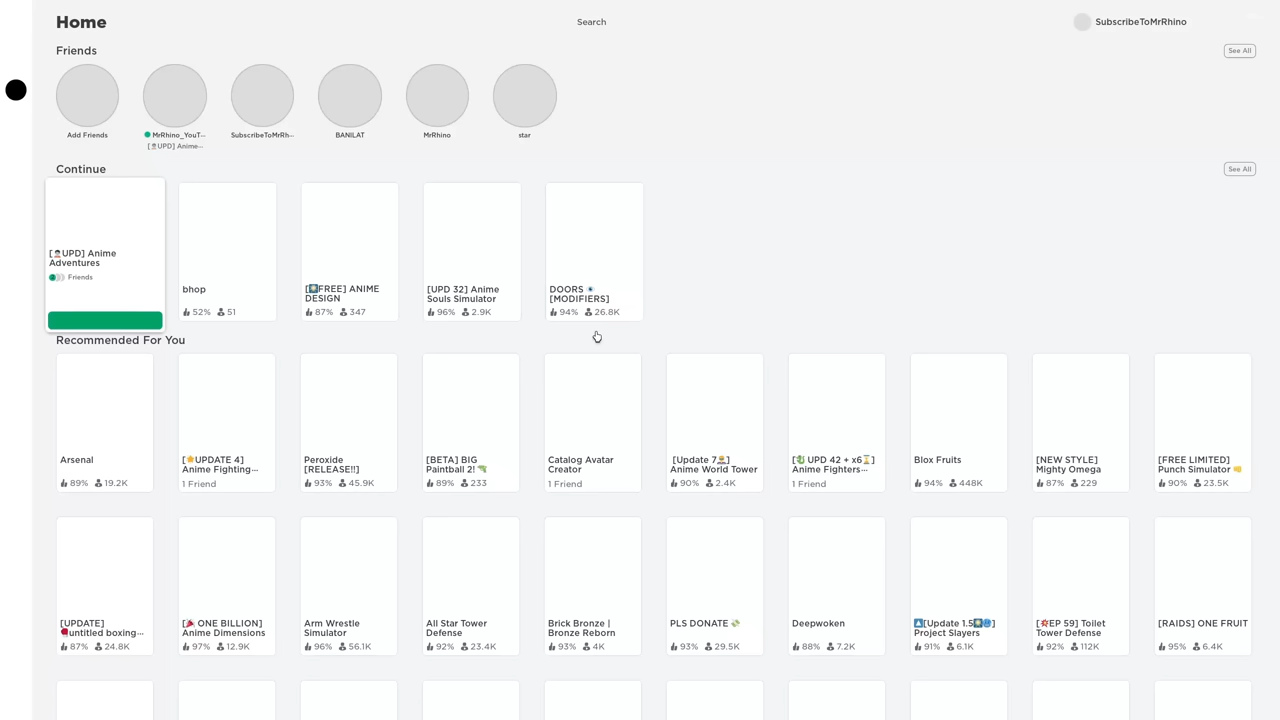 Home
Search
SubscribeToMrRhino
Friends
See All
Add Friends
MrRhino_YouT...
SubscribeToMrRh...
BANILAT
MrRhino
star
[UPD] Anime...
Continue
See All
[UPD] Anime
Adventures
Friends
bhop
52% 51
[FREE] ANIME
DESIGN
87% 347
[UPD 32] Anime
Souls Simulator
96% 2.9K
DOORS 👁
[MODIFIERS]
94% 26.8K
Recommended For You
Arsenal
89% 19.2K
[🌟UPDATE 4]
Anime Fighting...
1 Friend
Peroxide
[RELEASE!!]
93% 45.9K
[BETA] BIG
Paintball 2! 🔫
89% 233
Catalog Avatar
Creator
1 Friend
[Update 7]
Anime World Tower
90% 2.4K
[🐉 UPD 42 + x6⌛]
Anime Fighters...
1 Friend
Blox Fruits
94% 448K
[NEW STYLE]
Mighty Omega
87% 229
[FREE LIMITED]
Punch Simulator 👊
90% 23.5K
[UPDATE]
🥊untitled boxing...
87% 24.8K
[🎉 ONE BILLION]
Anime Dimensions
97% 12.9K
Arm Wrestle
Simulator
96% 56.1K
All Star Tower
Defense
92% 23.4K
Brick Bronze |
Bronze Reborn
93% 4K
PLS DONATE 💸
93% 29.5K
Deepwoken
88% 7.2K
[Update 1.5]
Project Slayers
91% 6.1K
[💥EP 59] Toilet
Tower Defense
92% 112K
[RAIDS] ONE FRUIT
95% 6.4K